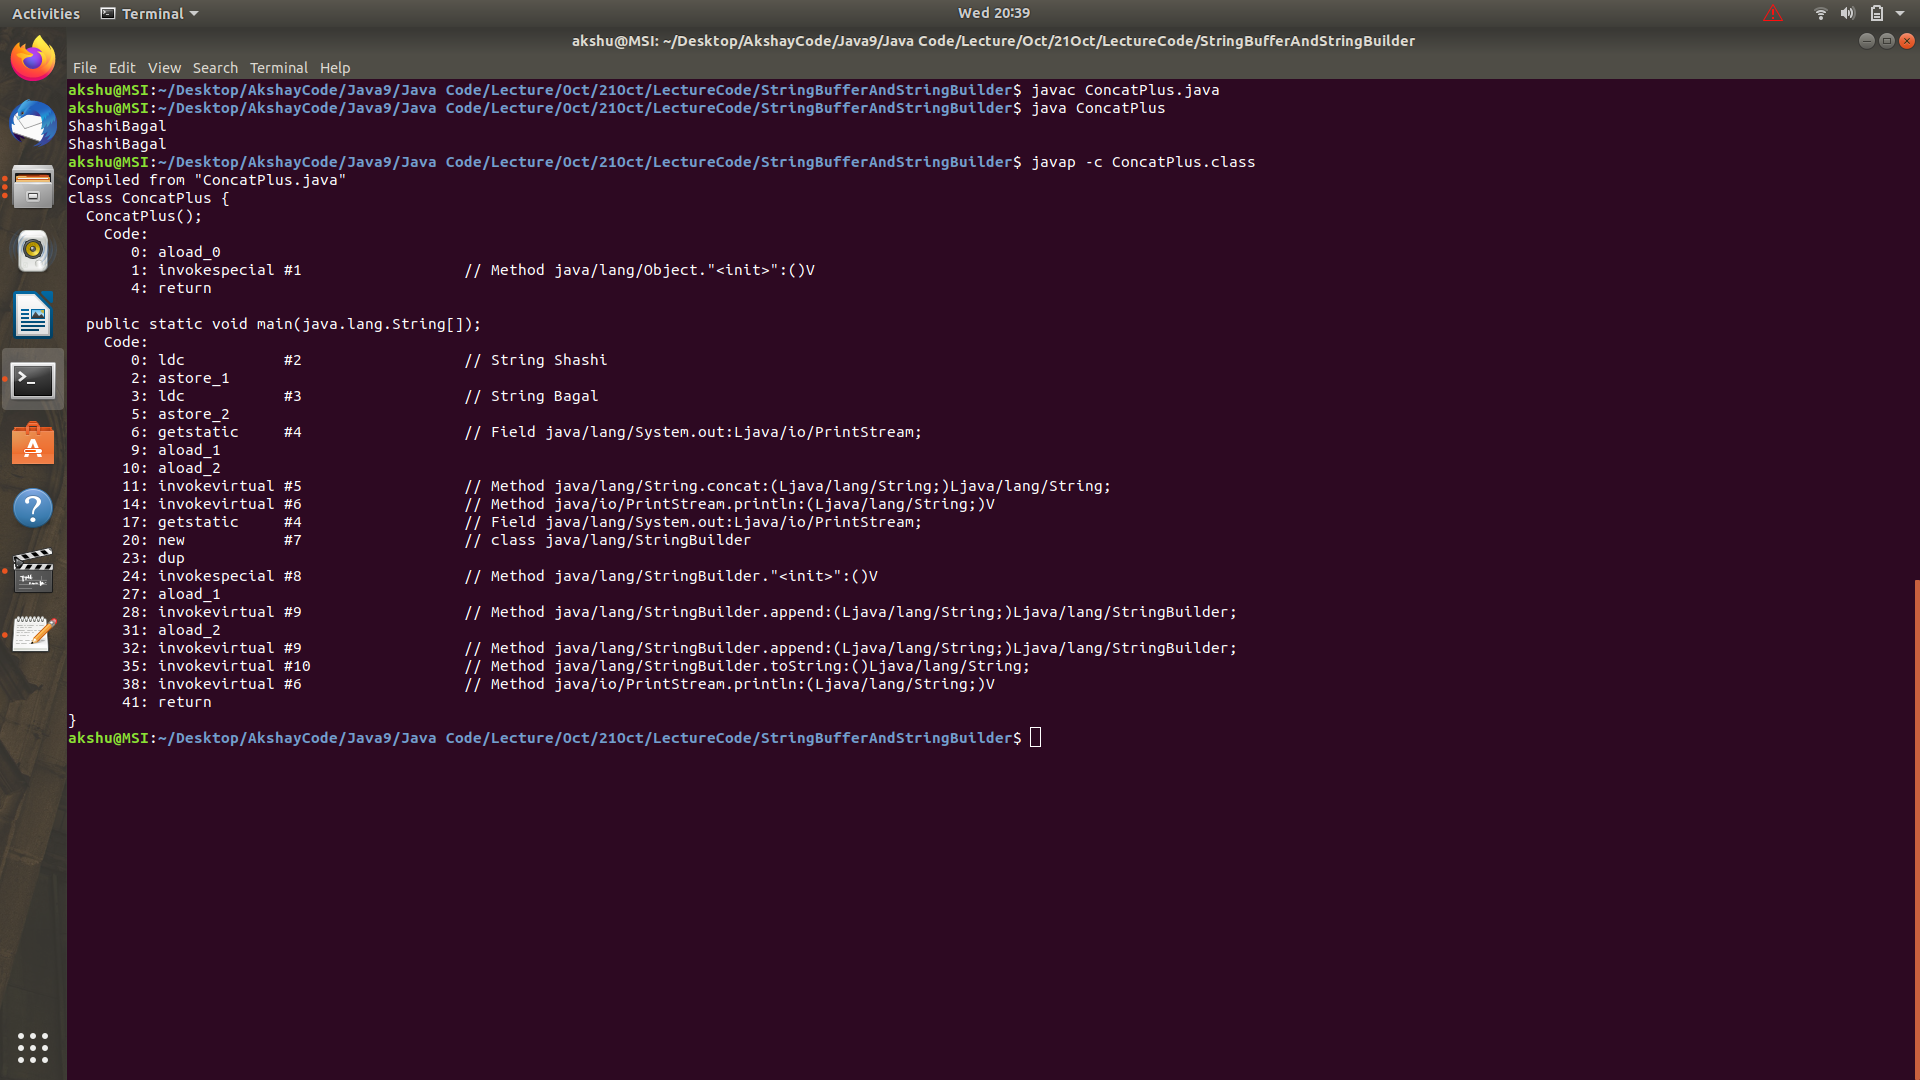 Activities Terminal Wed 20:39
akshu@MSI: ~/Desktop/AkshayCode/Java9/Java Code/Lecture/Oct/21Oct/LectureCode/StringBufferAndStringBuilder
File Edit View Search Terminal Help
akshu@MSI:~/Desktop/AkshayCode/Java9/Java Code/Lecture/Oct/21Oct/LectureCode/StringBufferAndStringBuilder$ javac ConcatPlus.java
akshu@MSI:~/Desktop/AkshayCode/Java9/Java Code/Lecture/Oct/21Oct/LectureCode/StringBufferAndStringBuilder$ java ConcatPlus
ShashiBagal
ShashiBagal
akshu@MSI:~/Desktop/AkshayCode/Java9/Java Code/Lecture/Oct/21Oct/LectureCode/StringBufferAndStringBuilder$ javap -c ConcatPlus.class
Compiled from "ConcatPlus.java"
class ConcatPlus {
  ConcatPlus();
    Code:
       0: aload_0
       1: invokespecial #1                  // Method java/lang/Object."<init>":()V
       4: return

  public static void main(java.lang.String[]);
    Code:
       0: ldc           #2                  // String Shashi
       2: astore_1
       3: ldc           #3                  // String Bagal
       5: astore_2
       6: getstatic     #4                  // Field java/lang/System.out:Ljava/io/PrintStream;
       9: aload_1
      10: aload_2
      11: invokevirtual #5                  // Method java/lang/String.concat:(Ljava/lang/String;)Ljava/lang/String;
      14: invokevirtual #6                  // Method java/io/PrintStream.println:(Ljava/lang/String;)V
      17: getstatic     #4                  // Field java/lang/System.out:Ljava/io/PrintStream;
      20: new           #7                  // class java/lang/StringBuilder
      23: dup
      24: invokespecial #8                  // Method java/lang/StringBuilder."<init>":()V
      27: aload_1
      28: invokevirtual #9                  // Method java/lang/StringBuilder.append:(Ljava/lang/String;)Ljava/lang/StringBuilder;
      31: aload_2
      32: invokevirtual #9                  // Method java/lang/StringBuilder.append:(Ljava/lang/String;)Ljava/lang/StringBuilder;
      35: invokevirtual #10                 // Method java/lang/StringBuilder.toString:()Ljava/lang/String;
      38: invokevirtual #6                  // Method java/io/PrintStream.println:(Ljava/lang/String;)V
      41: return
}
akshu@MSI:~/Desktop/AkshayCode/Java9/Java Code/Lecture/Oct/21Oct/LectureCode/StringBufferAndStringBuilder$